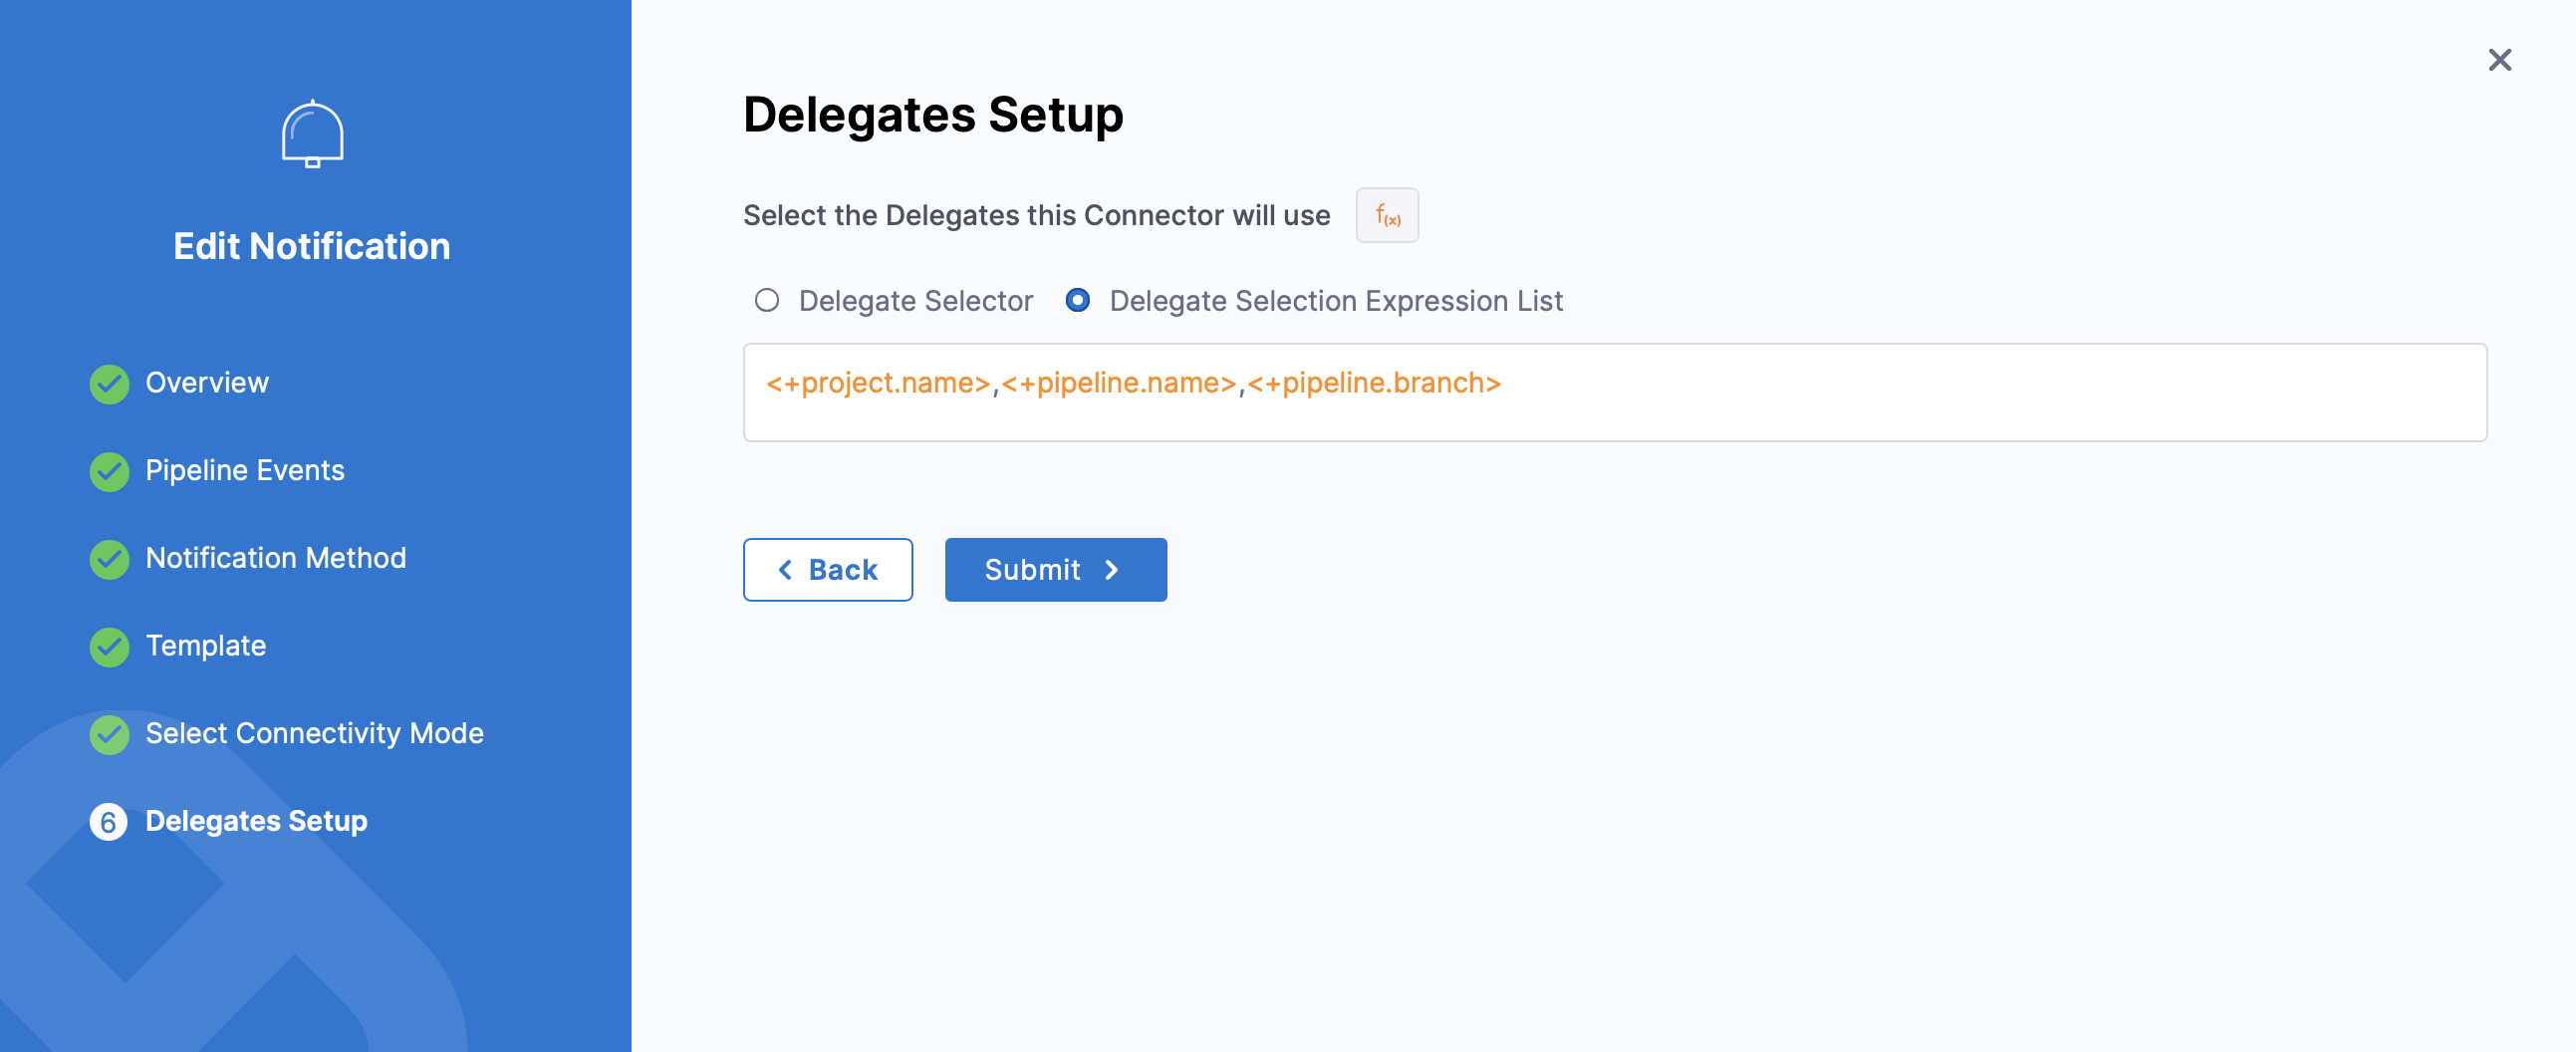 Edit Notification
Overview
Pipeline Events
Notification Method
Template
Select Connectivity Mode
6 Delegates Setup
Delegates Setup
Select the Delegates this Connector will use f(x)
Delegate Selector Delegate Selection Expression List
<+project.name>,<+pipeline.name>,<+pipeline.branch>
Back Submit